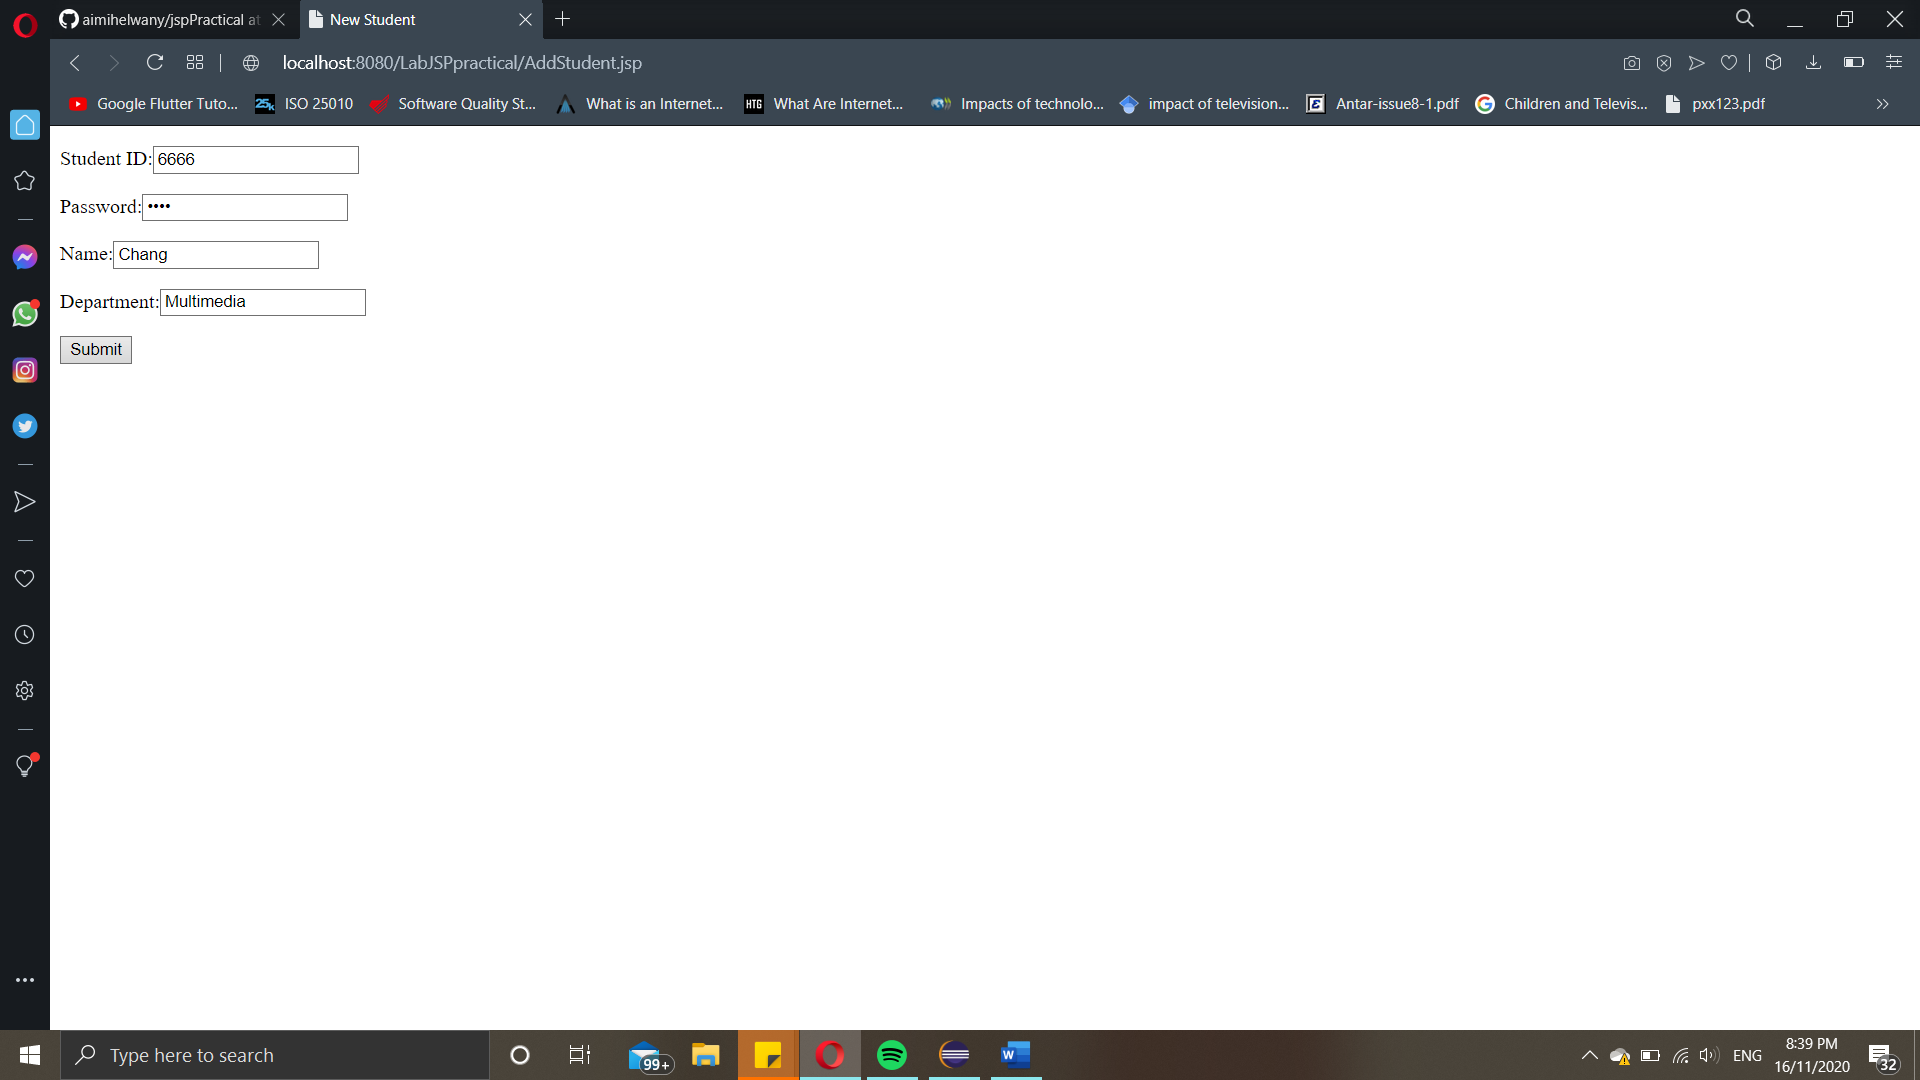 aimihelwany/jspPractical at
New Student
localhost:8080/LabJSPpractical/AddStudent.jsp
Google Flutter Tuto...
25k
ISO 25010
Software Quality St...
What is an Internet...
HTG
What Are Internet...
Impacts of technolo...
impact of television...
Antar-issue8-1.pdf
Children and Televis...
pxx123.pdf
Student ID: 6666
Password: ••••
Name: Chang
Department: Multimedia
Submit
Type here to search
99+
W
ENG
8:39 PM
16/11/2020
32